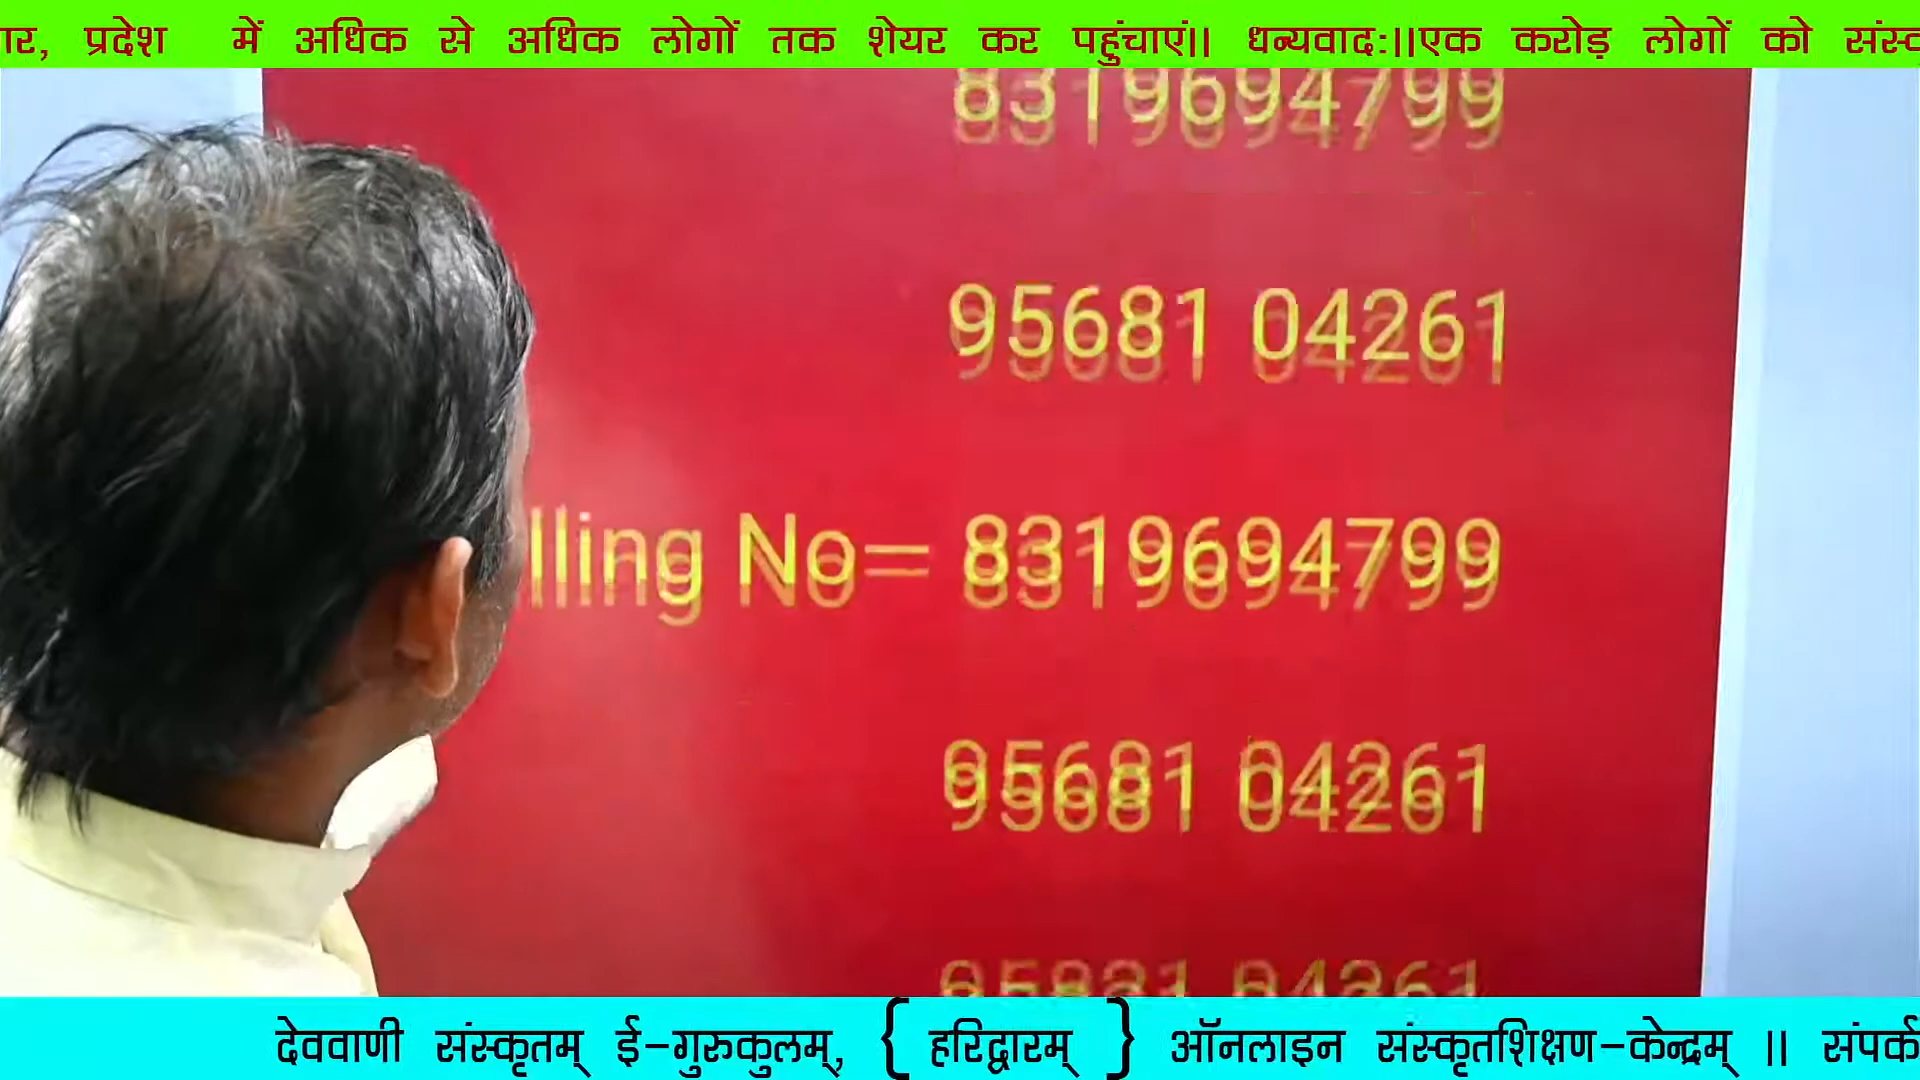 प्रदेश में अधिक से अधिक लोगों तक शेयर कर पहुंचाएं।। धन्यवादः।।एक करोड़ लोगों को
8319694799
95681 04261
No= 8319694799
95681 04261
04261
देववाणी संस्कृतम् ई-गुरुकुलम्, { हरिद्वारम् } ऑनलाइन संस्कृतशिक्षण-केन्द्रम् ॥ संपर्क